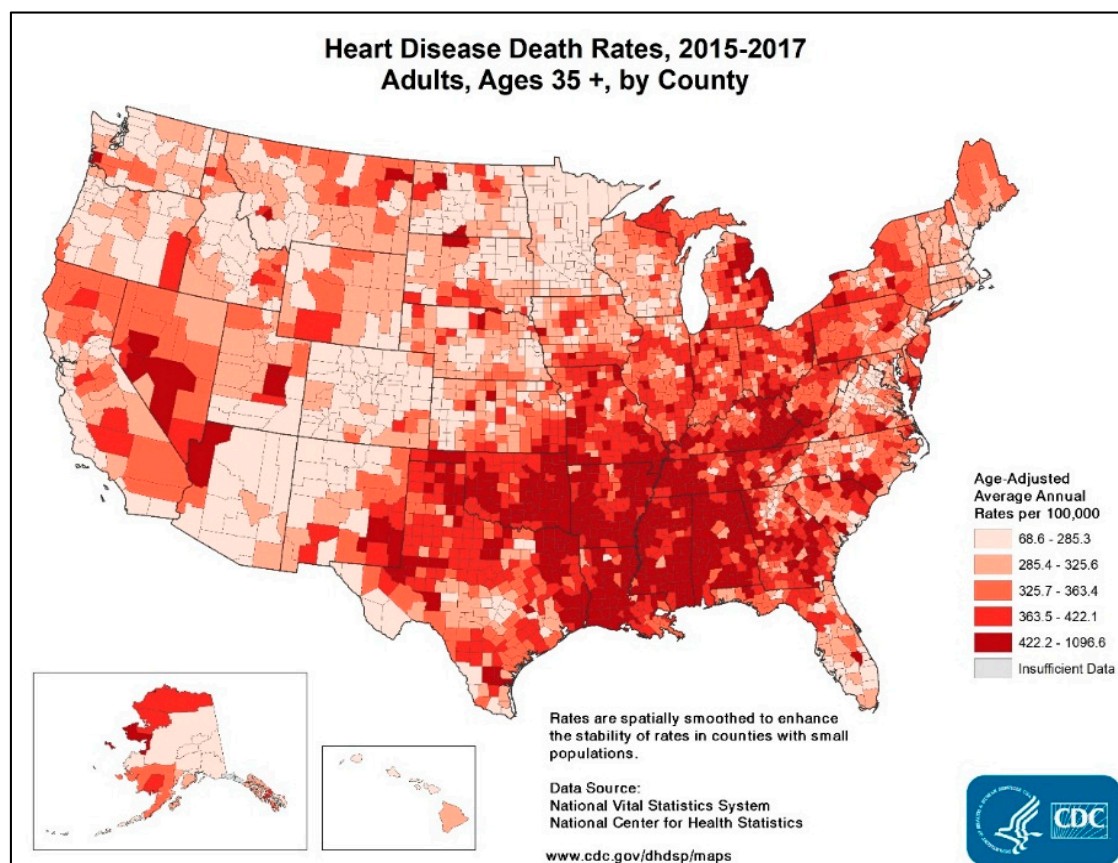 Heart Disease Death Rates, 2015-2017
Adults, Ages 35 +, by County
Age-Adjusted
Average Annual
Rates per 100,000
68.6 - 285.3
285.4 - 325.6
325.7 - 363.4
363.5 - 422.1
422.2 - 1096.6
Insufficient Data
Rates are spatially smoothed to enhance
the stability of rates in counties with small
populations.
Data Source:
National Vital Statistics System
National Center for Health Statistics
www.cdc.gov/dhdsp/maps
CDC